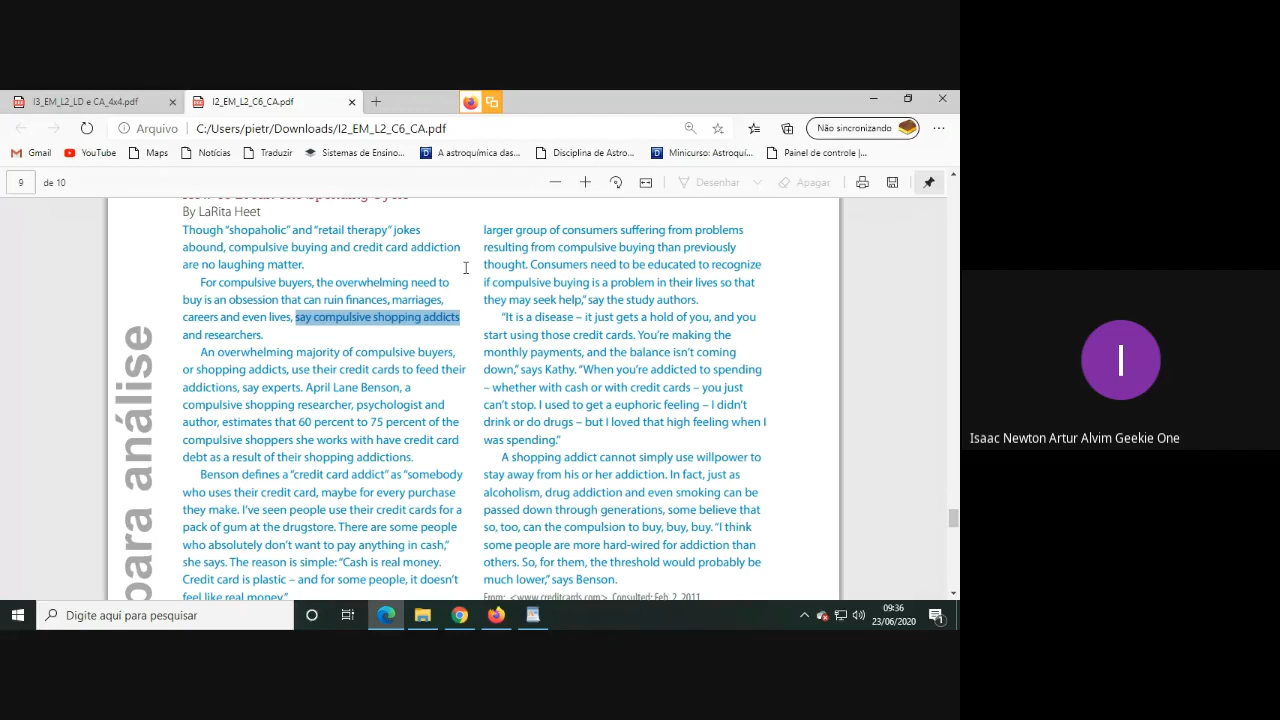 I3_EM_L2_LD e CA_4x4.pdf
I2_EM_L2_C6_CA.pdf
Arquivo C:/Users/pietr/Downloads/I2_EM_L2_C6_CA.pdf
Não sincronizando
Gmail YouTube Maps Notícias Traduzir Sistemas de Ensino... A astroquímica das... Disciplina de Astro... Minicurso: Astroquí... Painel de controle |...
9 de 10
Desenhar Apagar
By LaRita Heet
Though “shopaholic” and “retail therapy” jokes
abound, compulsive buying and credit card addiction
are no laughing matter.
For compulsive buyers, the overwhelming need to
buy is an obsession that can ruin finances, marriages,
careers and even lives, say compulsive shopping addicts
and researchers.
An overwhelming majority of compulsive buyers,
or shopping addicts, use their credit cards to feed their
addictions, say experts. April Lane Benson, a
compulsive shopping researcher, psychologist and
author, estimates that 60 percent to 75 percent of the
compulsive shoppers she works with have credit card
debt as a result of their shopping addictions.
Benson defines a “credit card addict” as “somebody
who uses their credit card, maybe for every purchase
they make. I’ve seen people use their credit cards for a
pack of gum at the drugstore. There are some people
who absolutely don’t want to pay anything in cash,”
she says. The reason is simple: “Cash is real money.
Credit card is plastic – and for some people, it doesn’t
feel like real money.”
larger group of consumers suffering from problems
resulting from compulsive buying than previously
thought. Consumers need to be educated to recognize
if compulsive buying is a problem in their lives so that
they may seek help,” say the study authors.
“It is a disease – it just gets a hold of you, and you
start using those credit cards. You’re making the
monthly payments, and the balance isn’t coming
down,” says Kathy. “When you’re addicted to spending
– whether with cash or with credit cards – you just
can’t stop. I used to get a euphoric feeling – I didn’t
drink or do drugs – but I loved that high feeling when I
was spending.”
A shopping addict cannot simply use willpower to
stay away from his or her addiction. In fact, just as
alcoholism, drug addiction and even smoking can be
passed down through generations, some believe that
so, too, can the compulsion to buy, buy, buy. “I think
some people are more hard-wired for addiction than
others. So, for them, the threshold would probably be
much lower,” says Benson.
From: <www.creditcards.com>. Consulted: Feb. 2, 2011
para análise
Digite aqui para pesquisar
09:36
23/06/2020
1
I
Isaac Newton Artur Alvim Geekie One